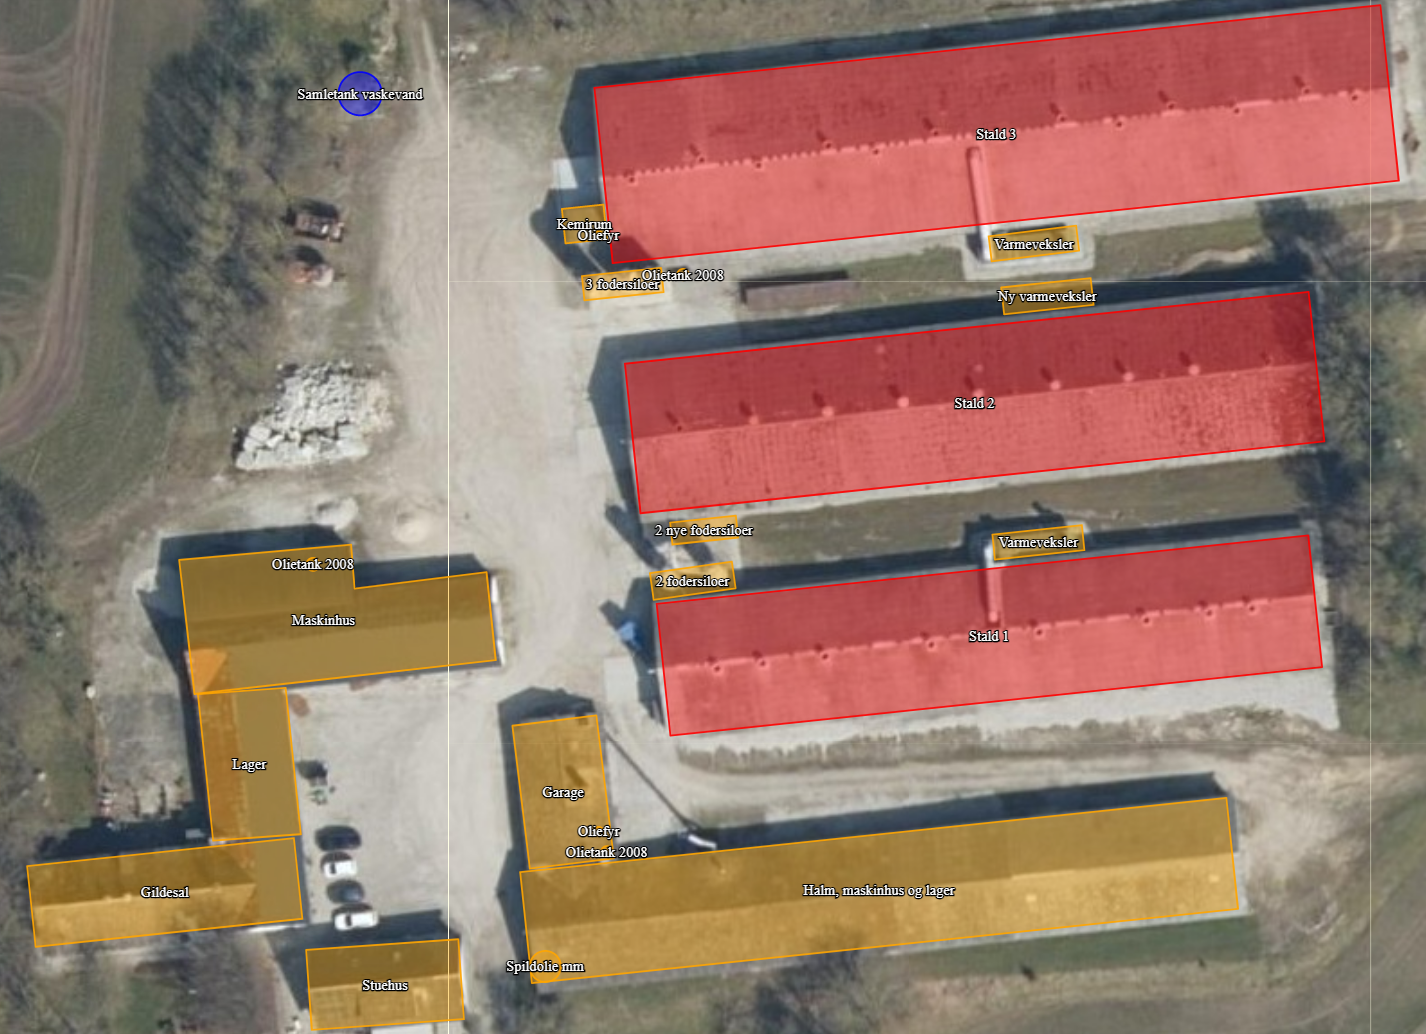 Samletank vaskevand
Stald 3
Kemirum
Oliefyr
Varmeveksler
Olietank 2008
3 fodersiloer
Ny varmeveksler
Stald 2
2 nye fodersiloer
Varmeveksler
Olietank 2008
2 fodersiloer
Maskinhus
Stald 1
Lager
Garage
Oliefyr
Olietank 2008
Gildesal
Halm, maskinhus og lager
Spildolie mm
Stuehus